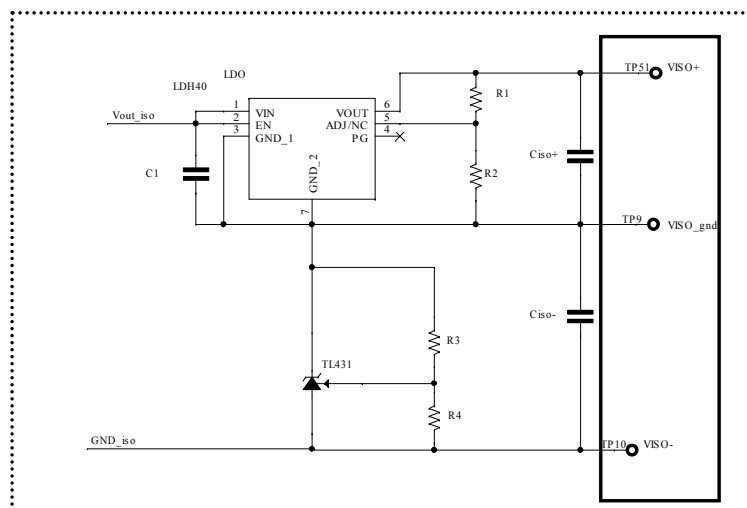 LDO
LDH40
TP51
VISO+
1
VIN
VOUT
6
R1
Vout_iso
2
EN
ADJ/NC
5
3
GND_1
PG
4
C1
GND_2
R2
Ciso+
7
TP9
VISO_gnd
Ciso-
R3
TL431
R4
GND_iso
TP10
VISO-